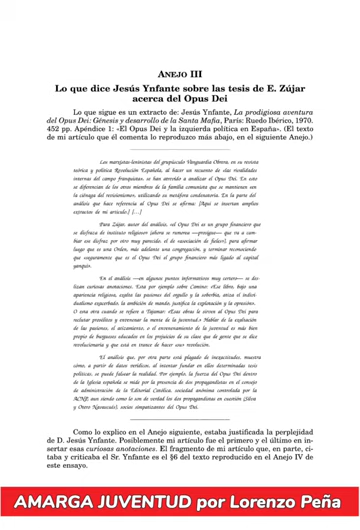 ANEJO III
Lo que dice Jesús Ynfante sobre las tesis de E. Zújar
acerca del Opus Dei
Lo que sigue es un extracto de: Jesús Ynfante, La prodigiosa aventura
del Opus Dei: Génesis y desarrollo de la Santa Mafia, París: Ruedo Ibérico, 1970.
452 pp. Apéndice 1: «El Opus Dei y la izquierda política en España». (El texto
de mi artículo que él comenta lo reproduzco más abajo, en el siguiente Anejo.)
Los marxistas-leninistas del grupúsculo Vanguardia Obrera, en su revista
teórica y política Revolución Española, al hacer un recuento de «las rivalidades
internas del campo franquista», se han atrevido a analizar el Opus Dei. En esto
se diferencian de los otros miembros de la familia comunista que se mantienen «en
la ciénaga del revisionismo», utilizando su metáfora condenatoria. En la parte del
análisis que hace referencia al Opus Dei se afirma: [Aquí se insertan amplios
extractos de mi artículo:] […]
Para Zújar, autor del análisis, «el Opus Dei es un grupo financiero que
se disfraza de instituto religioso» (ahora se rumorea —prosigue— que va a cam-
biar ese disfraz por otro muy parecido, el de «asociación de fieles»), para afirmar
luego que es una Orden, más adelante una congregación, y terminar reconociendo
que «seguramente que es el Opus Dei el grupo financiero más ligado al capital
yanqui».
En el análisis —en algunos puntos informativos muy certero— se des-
lizan curiosas anotaciones. Esta por ejemplo sobre Camino: «Ese libro, bajo una
apariencia religiosa, exalta las pasiones del orgullo y la soberbia, atiza el indivi-
dualismo exacerbado, la ambición de mando, justifica la explotación y la opresión».
O esta otra cuando se refiere a Tajamar: «Esas obras le sirven al Opus Dei para
reclutar prosélitos y envenenar la mente de la juventud.» Hablar de la exaltación
de las pasiones, el atizamiento, o el envenenamiento de la juventud es más bien
propio de burgueses educados en los prejuicios de su clase que de gente que se dice
revolucionaria y que está en trance de hacer «su» revolución.
El análisis que, por otra parte está plagado de inexactitudes, muestra
cómo, a partir de datos verídicos, al intentar fundar en ellos determinadas tesis
políticas, se puede falsear la realidad. Por ejemplo, la fuerza del Opus Dei dentro
de la Iglesia española se mide por la presencia de dos propagandistas en el consejo
de administración de la Editorial Católica, sociedad anónima controlada por la
ACNP, aun siendo como lo son de verdad los dos propagandistas en cuestión (Silva
y Otero Navascués), socios simpatizantes del Opus Dei.
Como lo explico en el Anejo siguiente, estaba justificada la perplejidad
de D. Jesús Ynfante. Posiblemente mi artículo fue el primero y el último en in-
sertar esas curiosas anotaciones. El fragmento de mi artículo que, en parte, ci-
taba y criticaba el Sr. Ynfante es el §6 del texto reproducido en el Anejo IV de
este ensayo.
AMARGA JUVENTUD por Lorenzo Peña